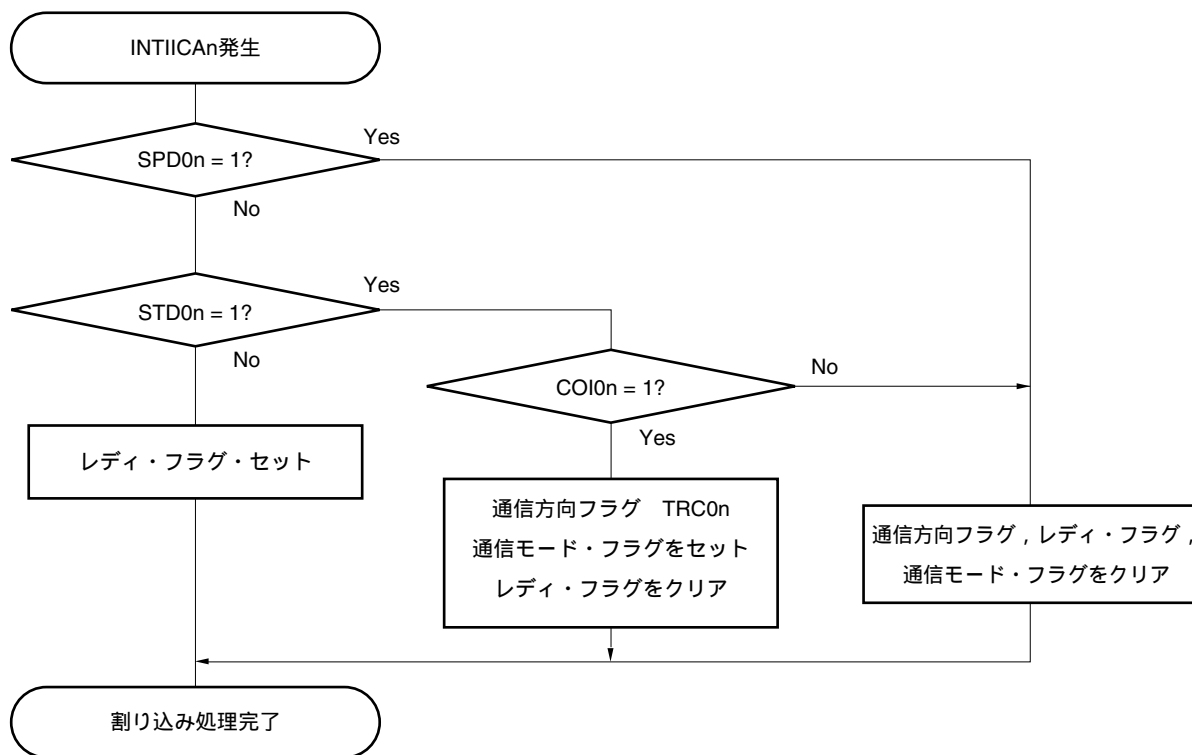 INTIICAn発生
Yes
SPD0n = 1?
No
Yes
STD0n = 1?
No
No
COI0n = 1?
Yes
レディ・フラグ・セット
通信方向フラグ　TRC0n
通信モード・フラグをセット
レディ・フラグをクリア
通信方向フラグ，レディ・フラグ，
通信モード・フラグをクリア
割り込み処理完了